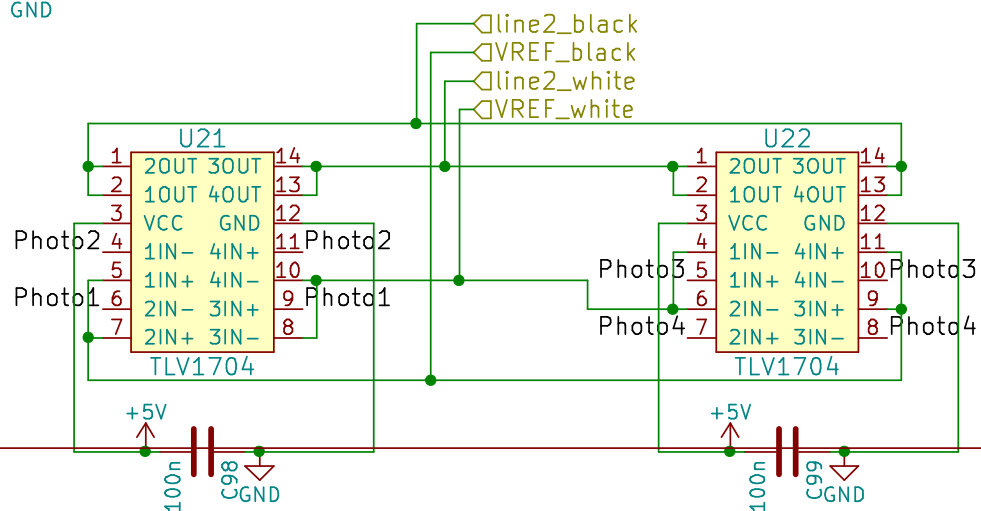 GND
line2_black
VREF_black
line2_white
VREF_white
U21
1 2OUT 3OUT 14
2 1OUT 4OUT 13
3 VCC GND 12
Photo2 4 1IN- 4IN+ 11 Photo2
5 1IN+ 4IN- 10
Photo1 6 2IN- 3IN+ 9 Photo1
7 2IN+ 3IN- 8
TLV1704
U22
1 2OUT 3OUT 14
2 1OUT 4OUT 13
3 VCC GND 12
4 1IN- 4IN+ 11
Photo3 5 1IN+ 4IN- 10 Photo3
6 2IN- 3IN+ 9
Photo4 7 2IN+ 3IN- 8 Photo4
TLV1704
+5V
100n
C98
GND
+5V
100n
C99
GND